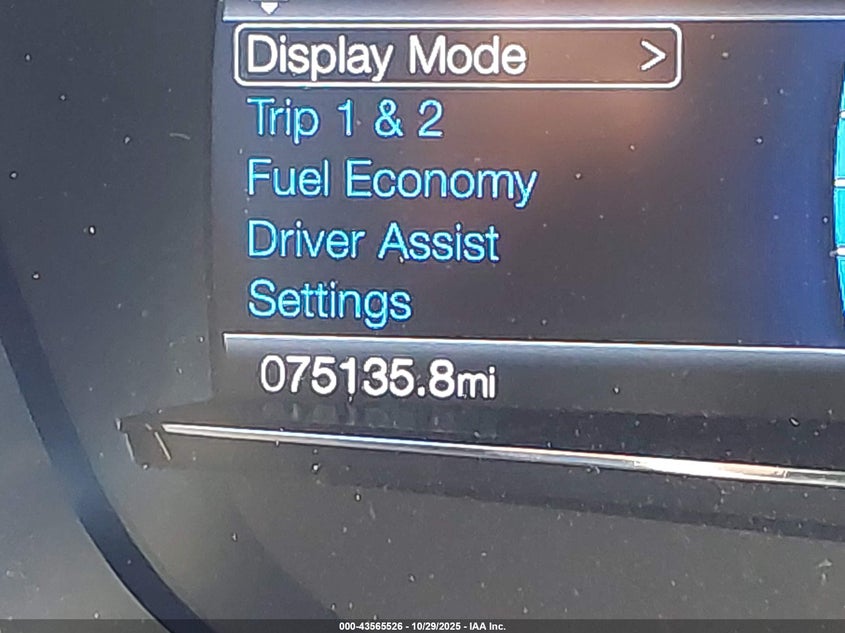 Display Mode >
Trip 1 & 2
Fuel Economy
Driver Assist
Settings
075135.8mi
000-43565526 - 10/29/2025 - IAA Inc.